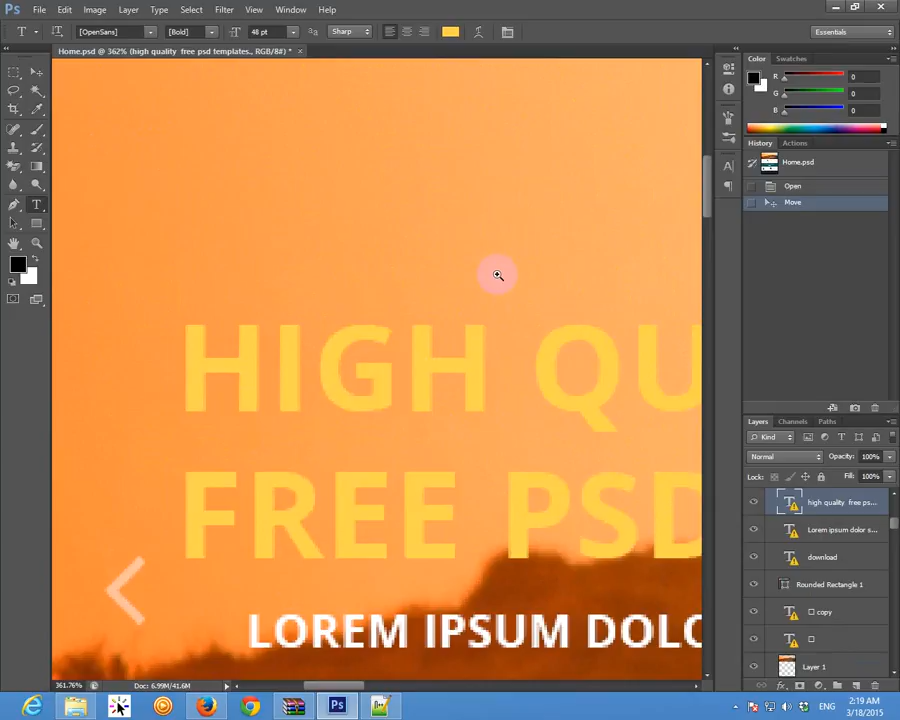 Ps File Edit Image Layer Type Select Filter View Window Help
T [OpenSans] [Bold] 48 pt aa Sharp Essentials
Home.psd @ 362% (high quality free psd templates., RGB/8#) * ×
Color Swatches
R 0
G 0
B 0
History Actions
Home.psd
Open
Move
HIGH QU
FREE PSD
LOREM IPSUM DOLO
Layers Channels Paths
Kind
Normal Opacity: 100%
Lock: Fill: 100%
high quality free ps...
Lorem ipsum dolor s...
download
Rounded Rectangle 1
copy
Layer 1
361.76% Doc: 6.99M/41.6M
ENG 2:19 AM
3/18/2015